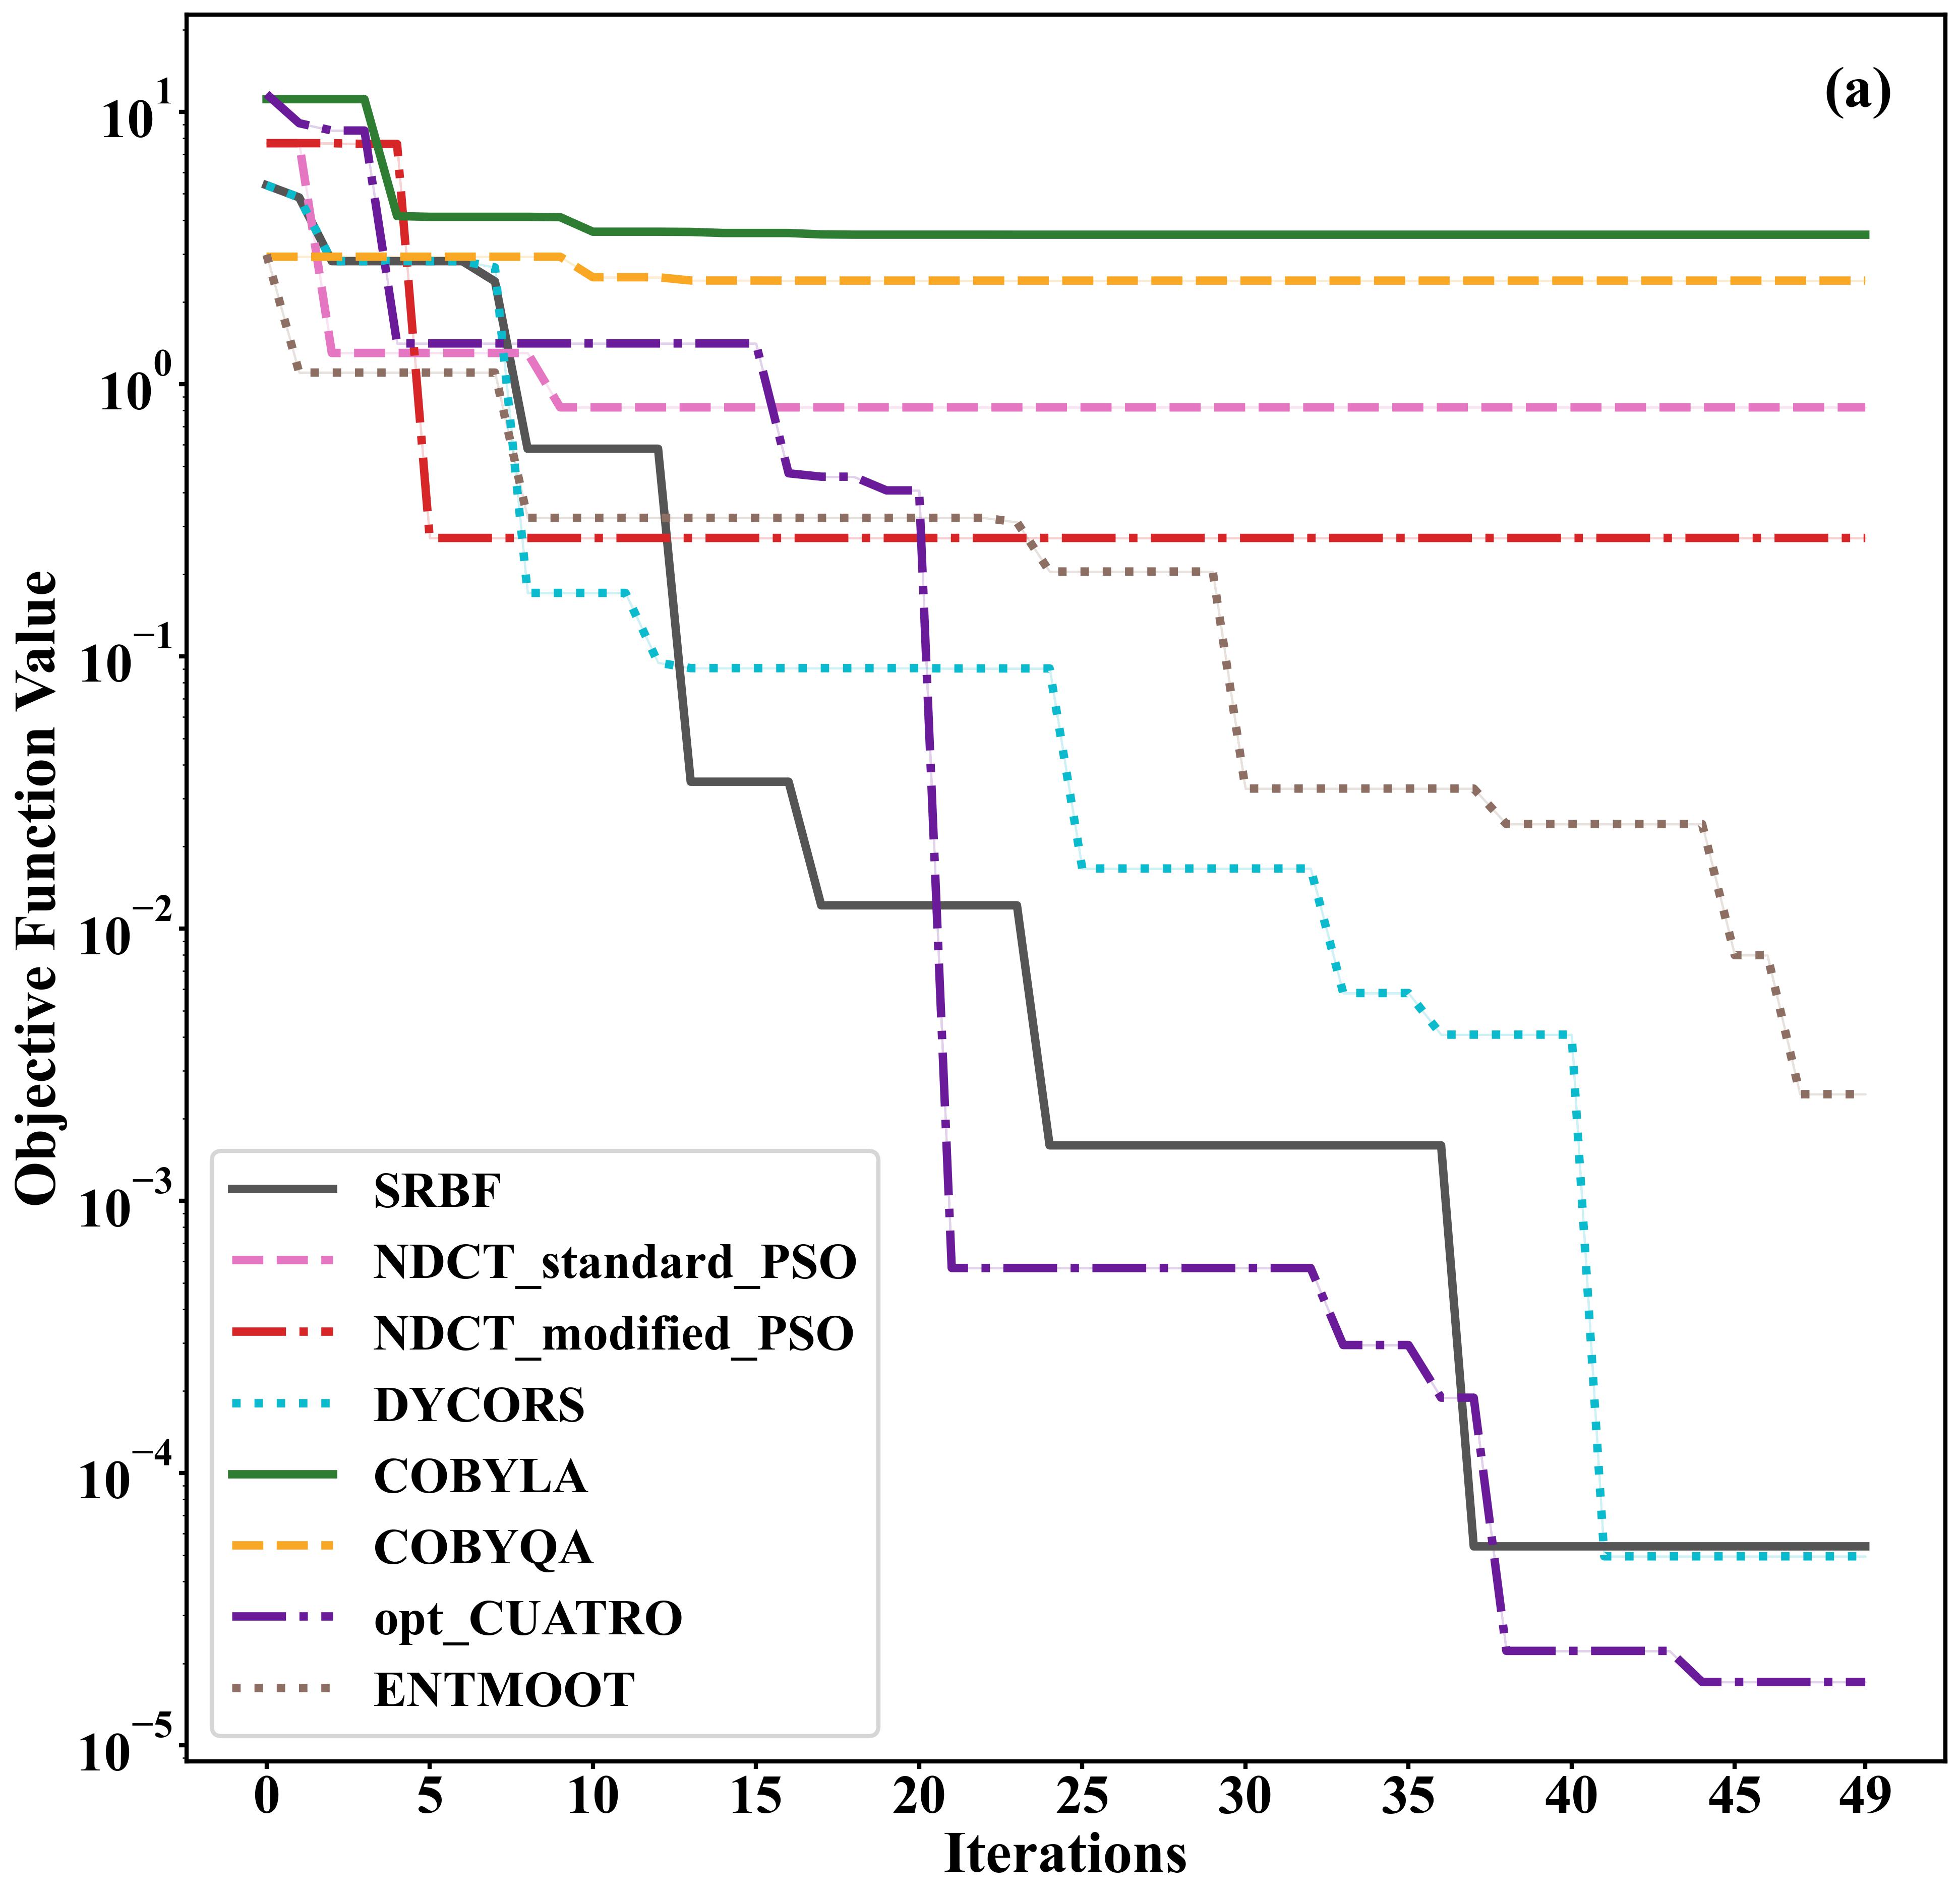 (a)
Objective Function Value
10^1
10^0
10^−1
10^−2
10^−3
10^−4
10^−5
SRBF
NDCT_standard_PSO
NDCT_modified_PSO
DYCORS
COBYLA
COBYQA
opt_CUATRO
ENTMOOT
0 5 10 15 20 25 30 35 40 45 49
Iterations